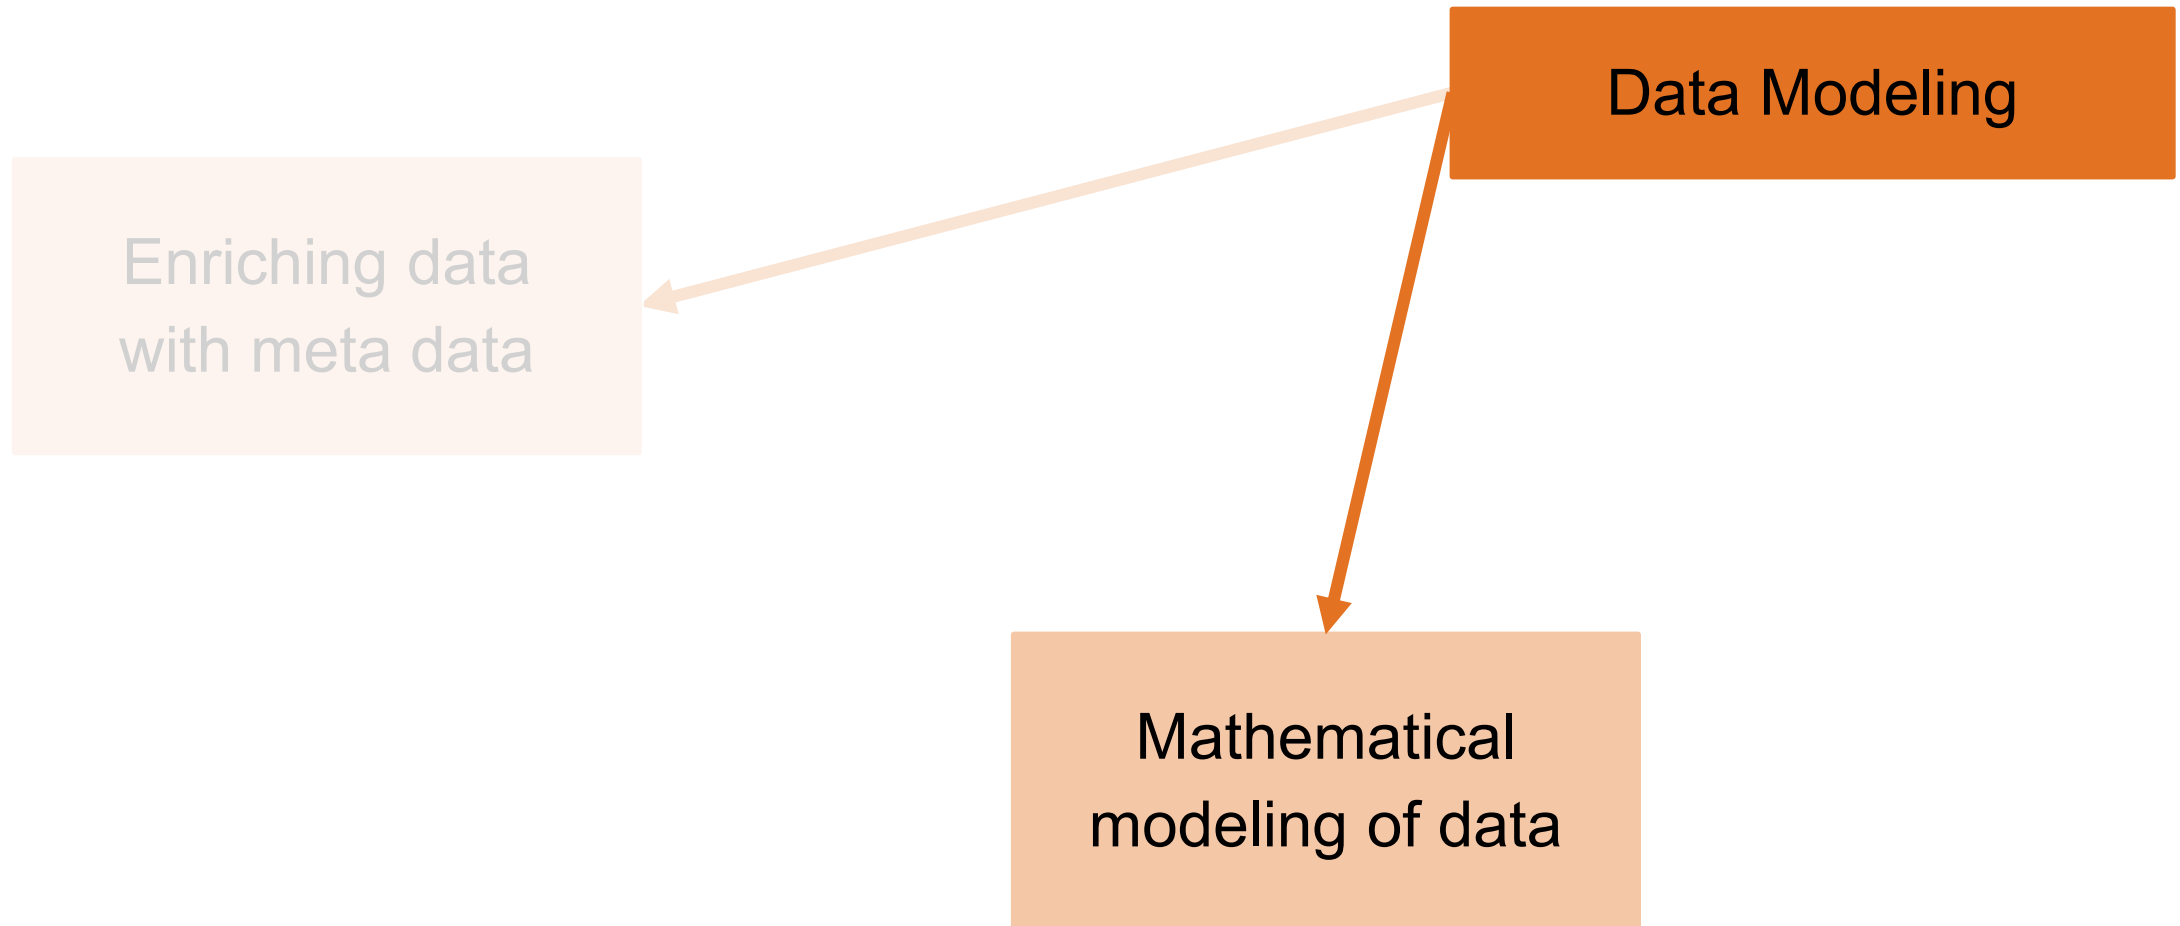 Data Modeling
Enriching data
with meta data
Mathematical
modeling of data